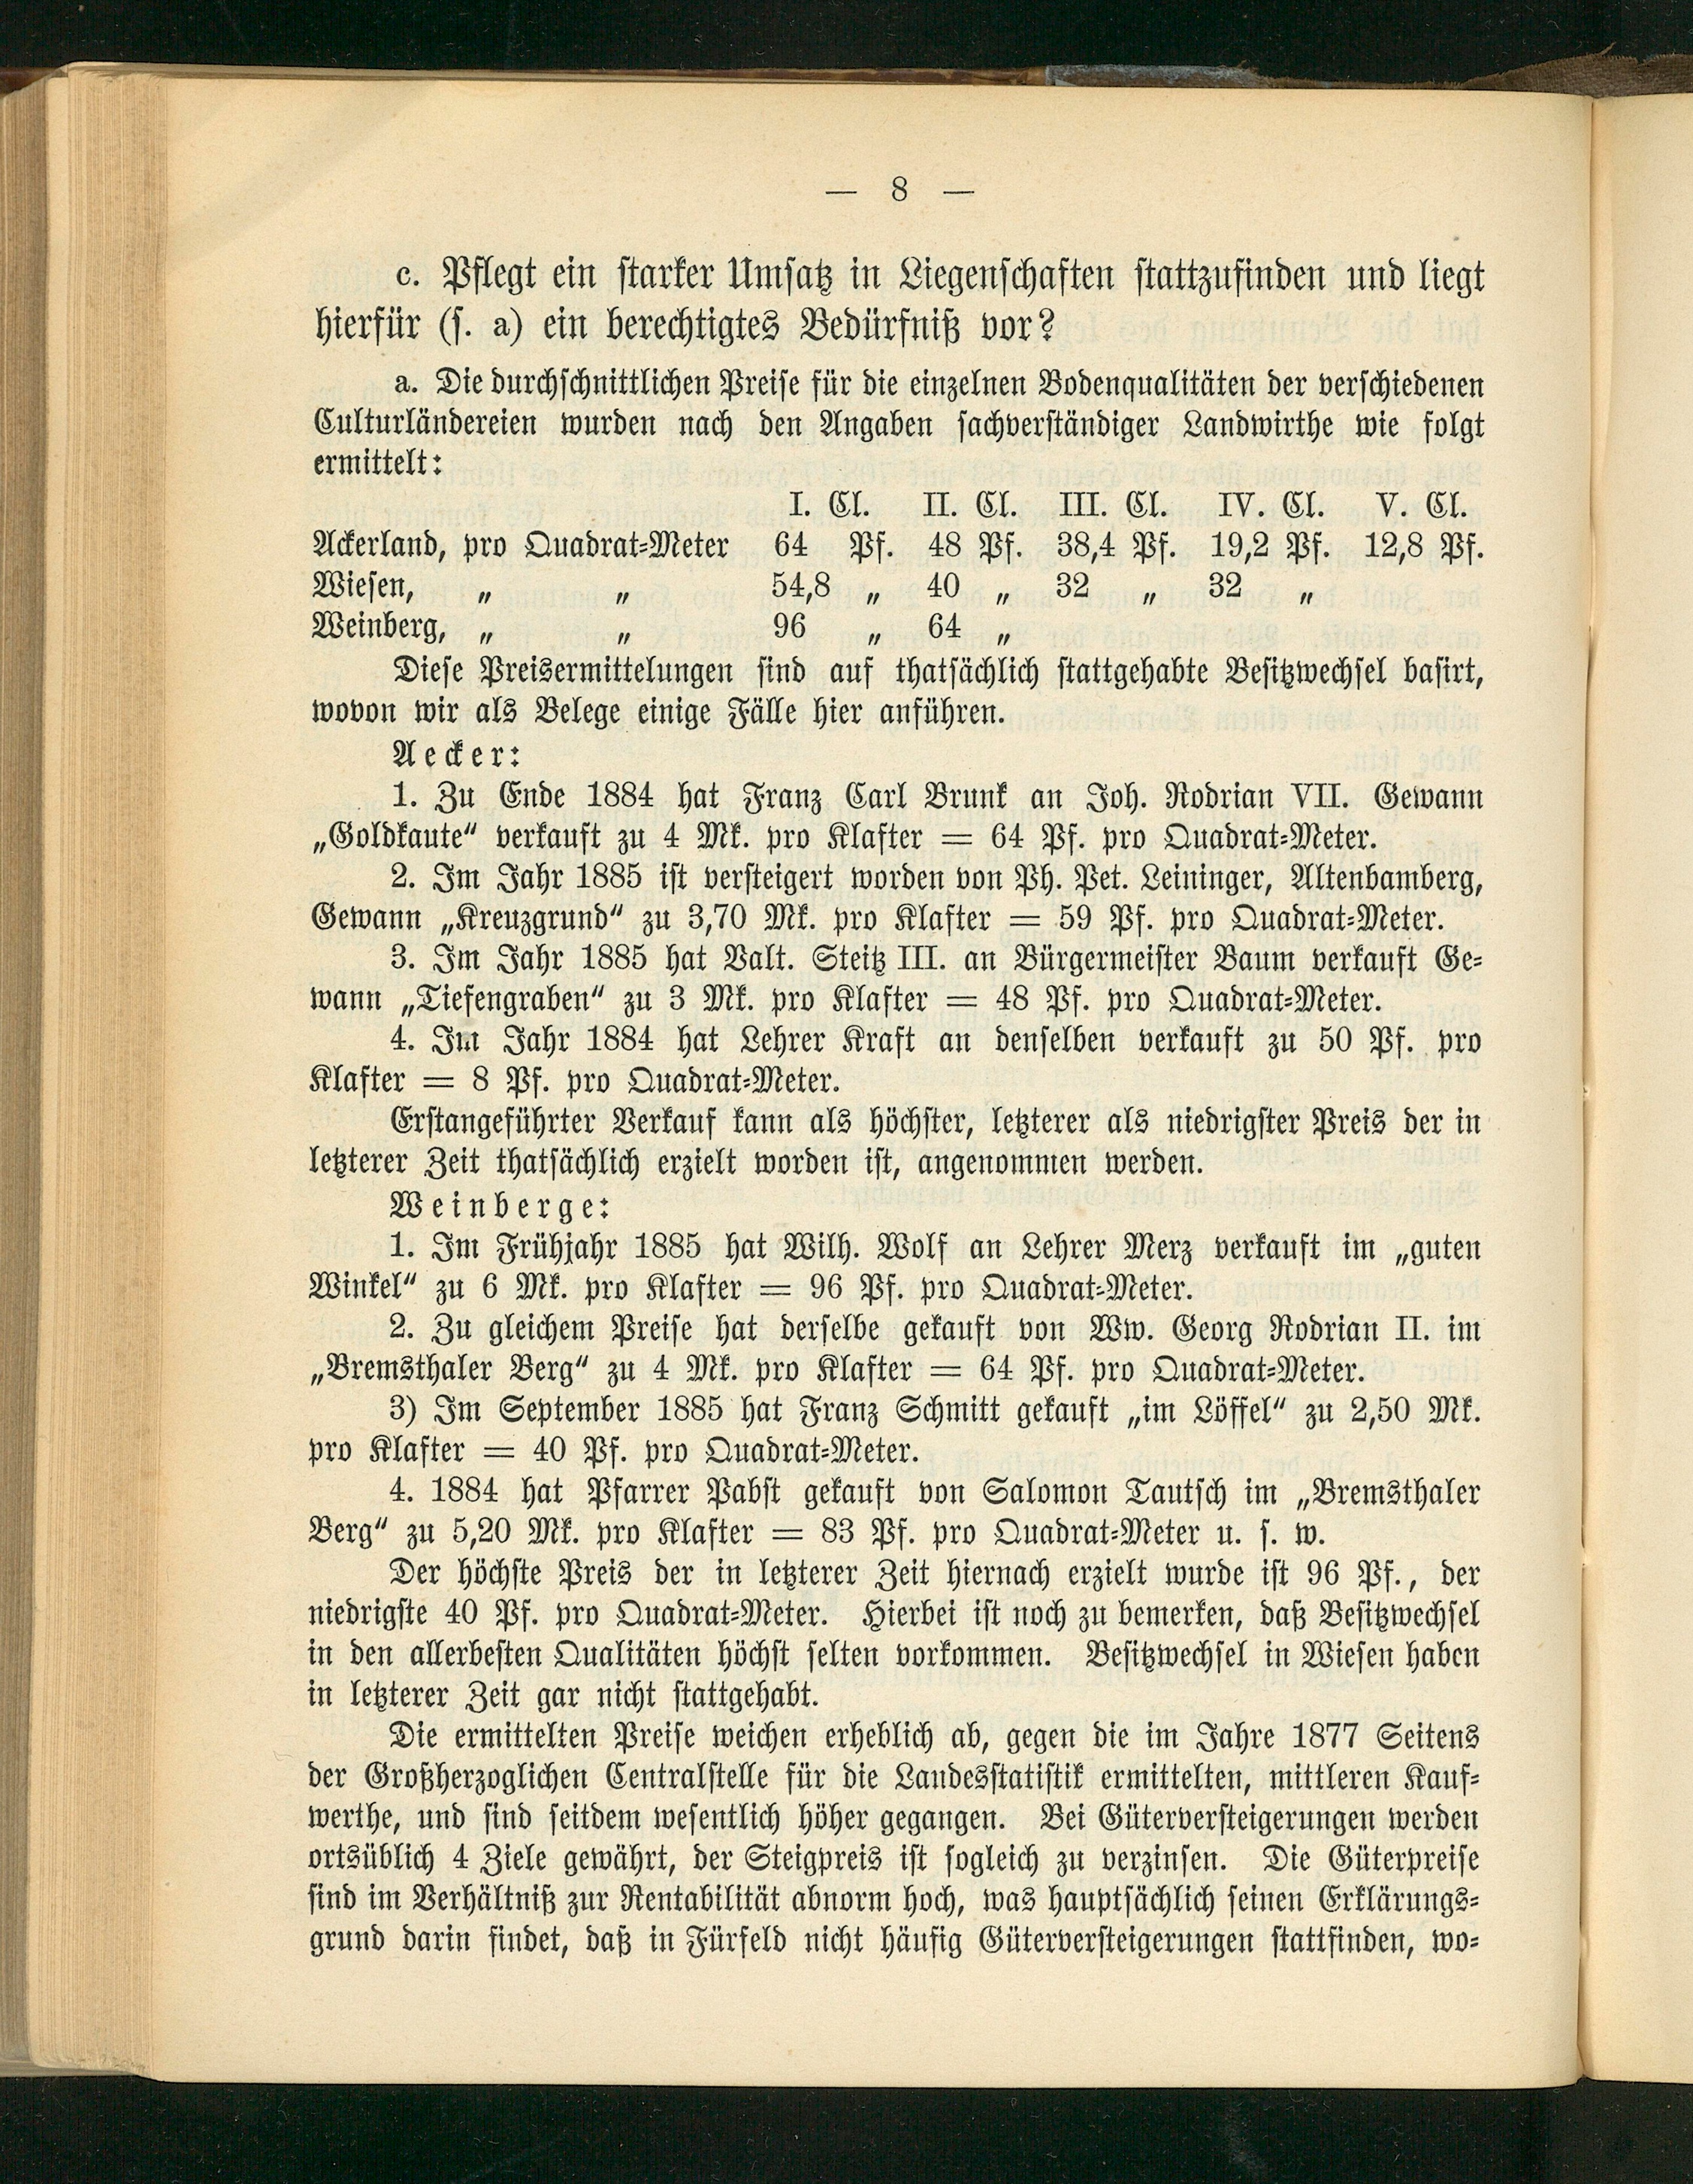 — 8 —
c. Pflegt ein starker Umsatz in Liegenschaften stattzufinden und liegt
hierfür (s. a) ein berechtigtes Bedürfniß vor?
a. Die durchschnittlichen Preise für die einzelnen Bodenqualitäten der verschiedenen
Culturländereien wurden nach den Angaben sachverständiger Landwirthe wie folgt
ermittelt:
I. Cl. II. Cl. III. Cl. IV. Cl. V. Cl.
Ackerland, pro Quadrat-Meter 64 Pf. 48 Pf. 38,4 Pf. 19,2 Pf. 12,8 Pf.
Wiesen, „ „ 54,8 „ 40 „ 32 „ 32 „
Weinberg, „ „ 96 „ 64 „
Diese Preisermittelungen sind auf thatsächlich stattgehabte Besitzwechsel basirt,
wovon wir als Belege einige Fälle hier anführen.
Aecker:
1. Zu Ende 1884 hat Franz Carl Brunk an Joh. Rodrian VII. Gewann
„Goldkaute“ verkauft zu 4 Mk. pro Klafter = 64 Pf. pro Quadrat-Meter.
2. Im Jahr 1885 ist versteigert worden von Ph. Pet. Leininger, Altenbamberg,
Gewann „Kreuzgrund“ zu 3,70 Mk. pro Klafter = 59 Pf. pro Quadrat-Meter.
3. Im Jahr 1885 hat Valt. Steitz III. an Bürgermeister Baum verkauft Ge-
wann „Tiefengraben“ zu 3 Mk. pro Klafter = 48 Pf. pro Quadrat-Meter.
4. Im Jahr 1884 hat Lehrer Kraft an denselben verkauft zu 50 Pf. pro
Klafter = 8 Pf. pro Quadrat-Meter.
Erstangeführter Verkauf kann als höchster, letzterer als niedrigster Preis der in
letzterer Zeit thatsächlich erzielt worden ist, angenommen werden.
Weinberge:
1. Im Frühjahr 1885 hat Wilh. Wolf an Lehrer Merz verkauft im „guten
Winkel“ zu 6 Mk. pro Klafter = 96 Pf. pro Quadrat-Meter.
2. Zu gleichem Preise hat derselbe gekauft von Ww. Georg Rodrian II. im
„Bremsthaler Berg“ zu 4 Mk. pro Klafter = 64 Pf. pro Quadrat-Meter.
3) Im September 1885 hat Franz Schmitt gekauft „im Löffel“ zu 2,50 Mk.
pro Klafter = 40 Pf. pro Quadrat-Meter.
4. 1884 hat Pfarrer Pabst gekauft von Salomon Tautsch im „Bremsthaler
Berg“ zu 5,20 Mk. pro Klafter = 83 Pf. pro Quadrat-Meter u. s. w.
Der höchste Preis der in letzterer Zeit hiernach erzielt wurde ist 96 Pf., der
niedrigste 40 Pf. pro Quadrat-Meter. Hierbei ist noch zu bemerken, daß Besitzwechsel
in den allerbesten Qualitäten höchst selten vorkommen. Besitzwechsel in Wiesen haben
in letzterer Zeit gar nicht stattgehabt.
Die ermittelten Preise weichen erheblich ab, gegen die im Jahre 1877 Seitens
der Großherzoglichen Centralstelle für die Landesstatistik ermittelten, mittleren Kauf-
werthe, und sind seitdem wesentlich höher gegangen. Bei Güterversteigerungen werden
ortsüblich 4 Ziele gewährt, der Steigpreis ist sogleich zu verzinsen. Die Güterpreise
sind im Verhältniß zur Rentabilität abnorm hoch, was hauptsächlich seinen Erklärungs-
grund darin findet, daß in Fürfeld nicht häufig Güterversteigerungen stattfinden, wo-